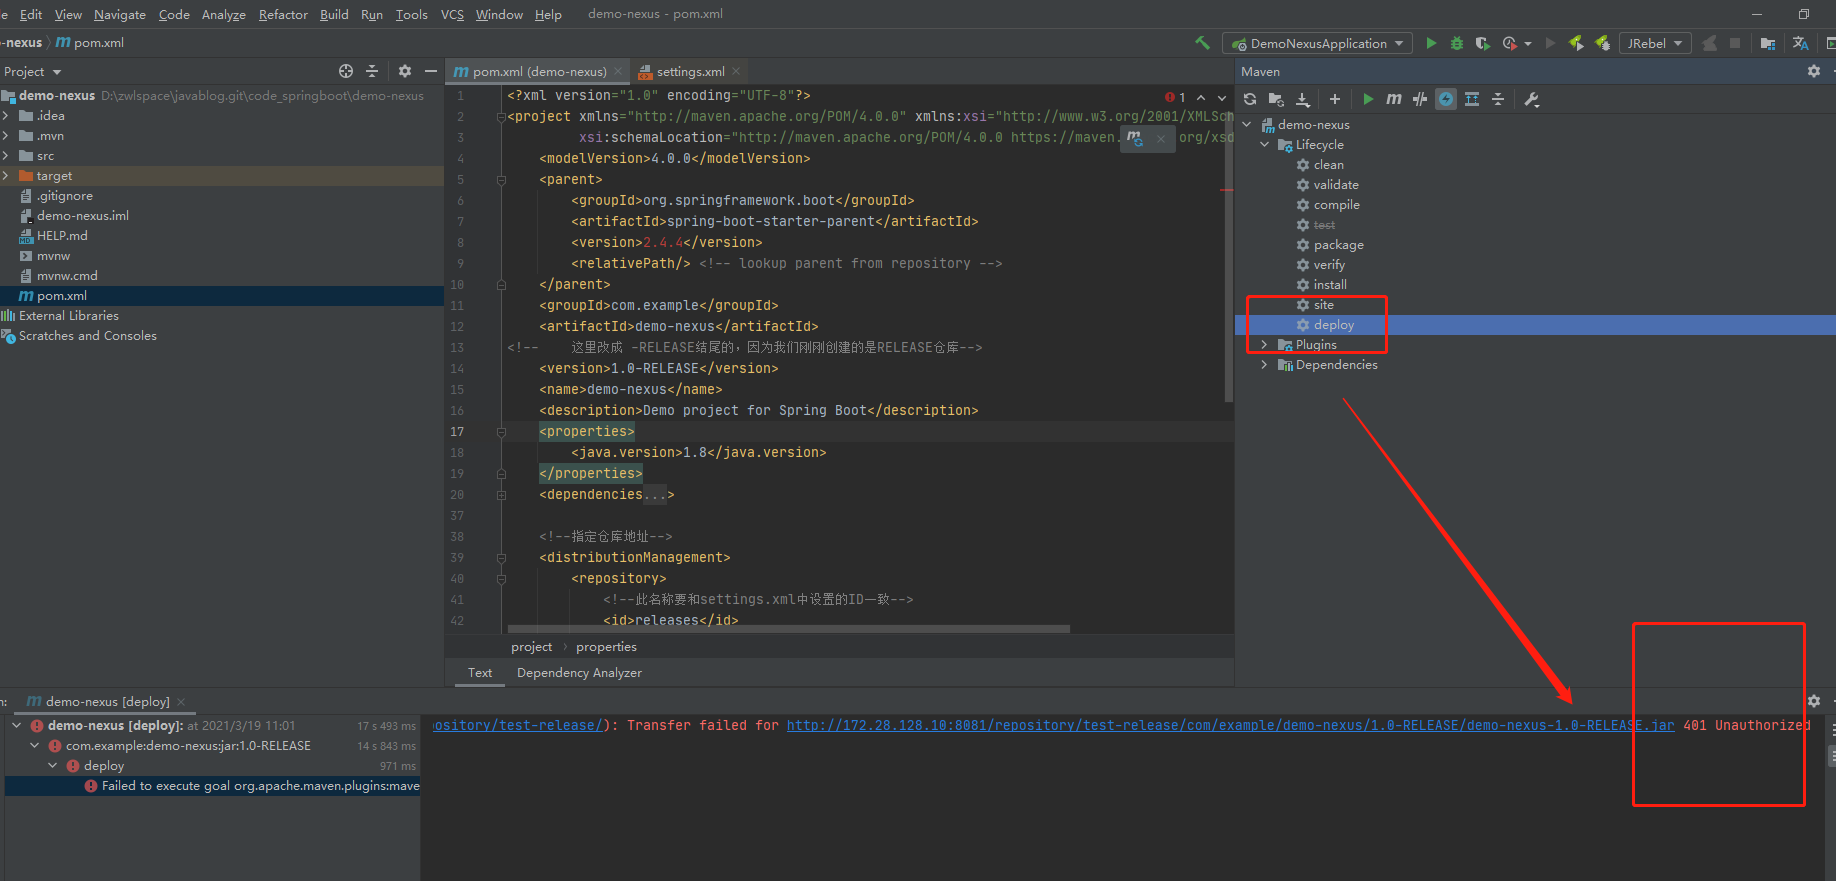 le Edit View Navigate Code Analyze Refactor Build Run Tools VCS Window Help demo-nexus - pom.xml
-nexus pom.xml
DemoNexusApplication JRebel
Project
pom.xml (demo-nexus) settings.xml
Maven
demo-nexus D:\zwlspace\javablog.git\code_springboot\demo-nexus
.idea
.mvn
src
target
.gitignore
demo-nexus.iml
HELP.md
mvnw
mvnw.cmd
pom.xml
External Libraries
Scratches and Consoles
1 <?xml version="1.0" encoding="UTF-8"?>
2 <project xmlns="http://maven.apache.org/POM/4.0.0" xmlns:xsi="http://www.w3.org/2001/XMLSch
3 xsi:schemaLocation="http://maven.apache.org/POM/4.0.0 https://maven. org/xsd
4 <modelVersion>4.0.0</modelVersion>
5 <parent>
6 <groupId>org.springframework.boot</groupId>
7 <artifactId>spring-boot-starter-parent</artifactId>
8 <version>2.4.4</version>
9 <relativePath/> <!-- lookup parent from repository -->
10 </parent>
11 <groupId>com.example</groupId>
12 <artifactId>demo-nexus</artifactId>
13 <!-- 这里改成 -RELEASE结尾的，因为我们刚刚创建的是RELEASE仓库-->
14 <version>1.0-RELEASE</version>
15 <name>demo-nexus</name>
16 <description>Demo project for Spring Boot</description>
17 <properties>
18 <java.version>1.8</java.version>
19 </properties>
20 <dependencies...>
37
38 <!--指定仓库地址-->
39 <distributionManagement>
40 <repository>
41 <!--此名称要和settings.xml中设置的ID一致-->
42 <id>releases</id>
1
project properties
Text Dependency Analyzer
demo-nexus
Lifecycle
clean
validate
compile
test
package
verify
install
site
deploy
Plugins
Dependencies
n: demo-nexus [deploy]
demo-nexus [deploy]: at 2021/3/19 11:01 17 s 493 ms
com.example:demo-nexus:jar:1.0-RELEASE 14 s 843 ms
deploy 971 ms
Failed to execute goal org.apache.maven.plugins:mave
ository/test-release/): Transfer failed for http://172.28.128.10:8081/repository/test-release/com/example/demo-nexus/1.0-RELEASE/demo-nexus-1.0-RELEASE.jar 401 Unauthorized